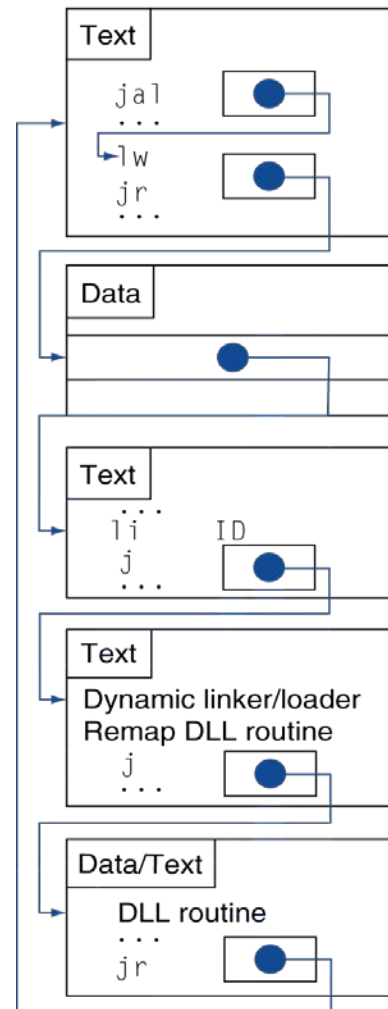 Text
jal
...
lw
jr
...
Data
Text
...
li ID
j
...
Text
Dynamic linker/loader
Remap DLL routine
j
...
Data/Text
DLL routine
...
jr